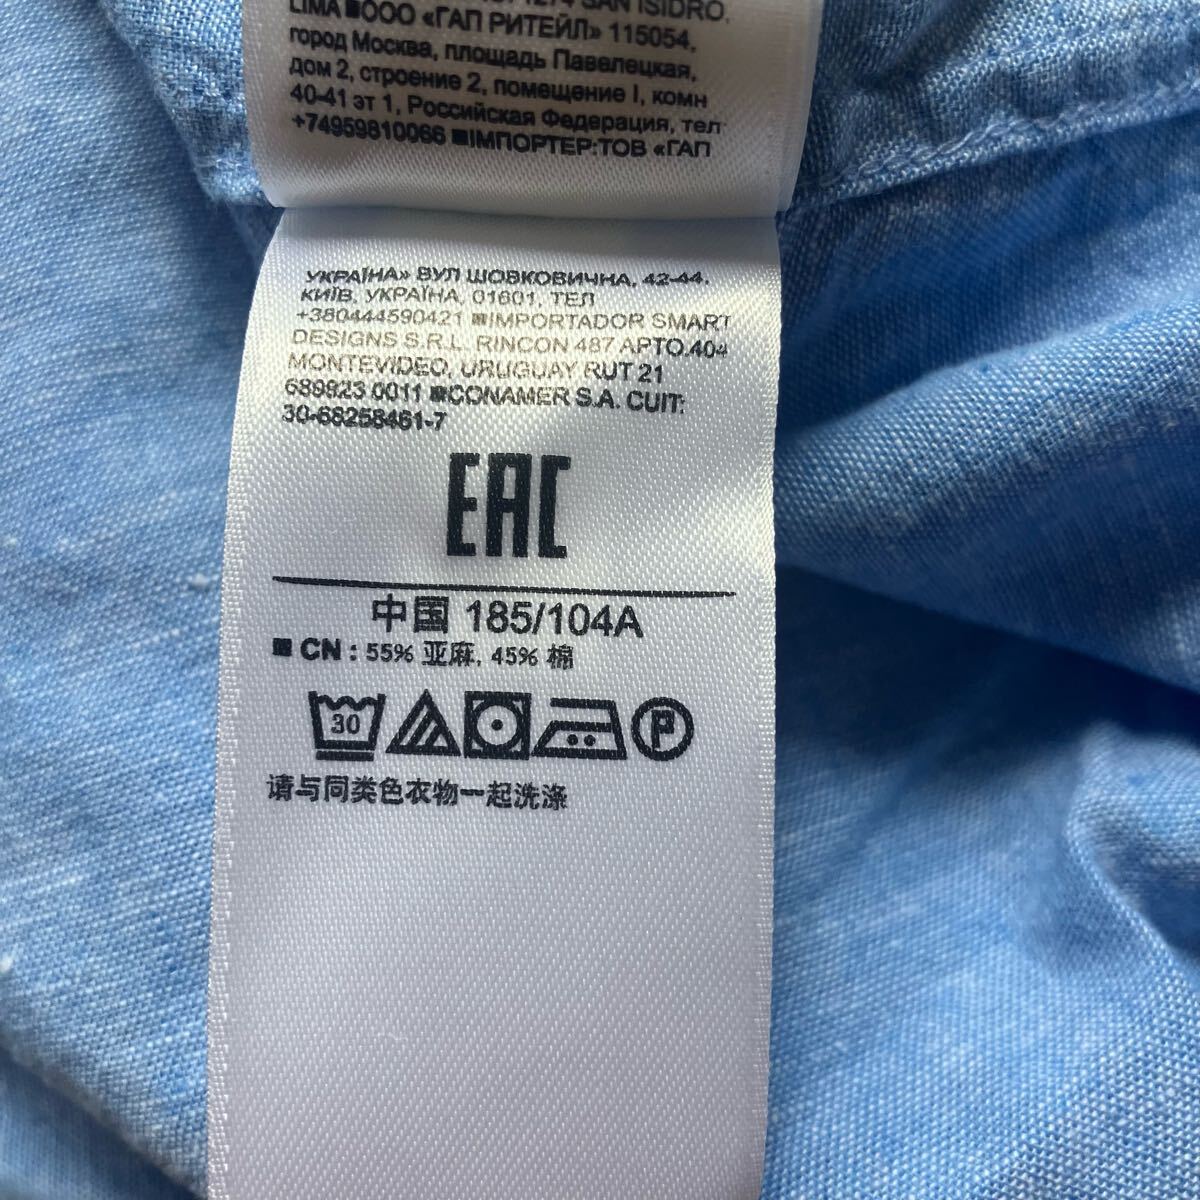 1274 SAN ISIDRO,
LIMA ■ООО «ГАП РИТЕЙЛ» 115054,
город Москва, площадь Павелецкая,
дом 2, строение 2, помещение I, комн
40-41 эт 1, Российская Федерация, тел
+74959810066 ■ІМПОРТЕР:ТОВ «ГАП
УКРАЇНА» ВУЛ ШОВКОВИЧНА, 42-44,
КИЇВ, УКРАЇНА, 01601, ТЕЛ
+380444590421 ■IMPORTADOR SMART
DESIGNS S.R.L. RINCON 487 APTO.404
MONTEVIDEO, URUGUAY RUT 21
689823 0011 ■CONAMER S.A. CUIT:
30-68258461-7
EAC
中国 185/104A
■ CN : 55% 亚麻, 45% 棉
30 P
请与同类色衣物一起洗涤